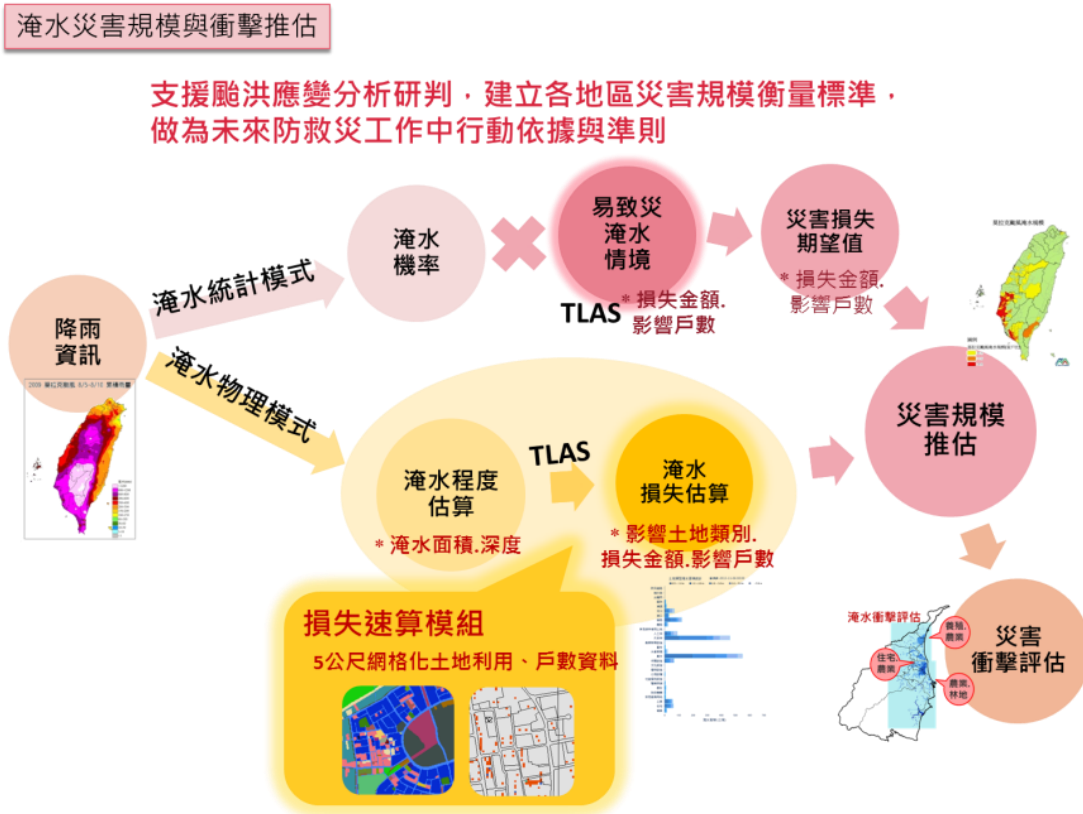 淹水災害規模與衝擊推估
支援颱洪應變分析研判，建立各地區災害規模衡量標準，
做為未來防救災工作中行動依據與準則
降雨
資訊
淹水統計模式
淹水
機率
易致災
淹水
情境
TLAS
* 損失金額.
影響戶數
災害損失
期望值
* 損失金額.
影響戶數
淹水物理模式
淹水程度
估算
* 淹水面積.深度
TLAS
淹水
損失估算
* 影響土地類別.
損失金額.影響戶數
災害規模
推估
損失速算模組
5公尺網格化土地利用、戶數資料
淹水衝擊評估
養殖,
農業
住宅,
農業
農業,
林地
災害
衝擊評估